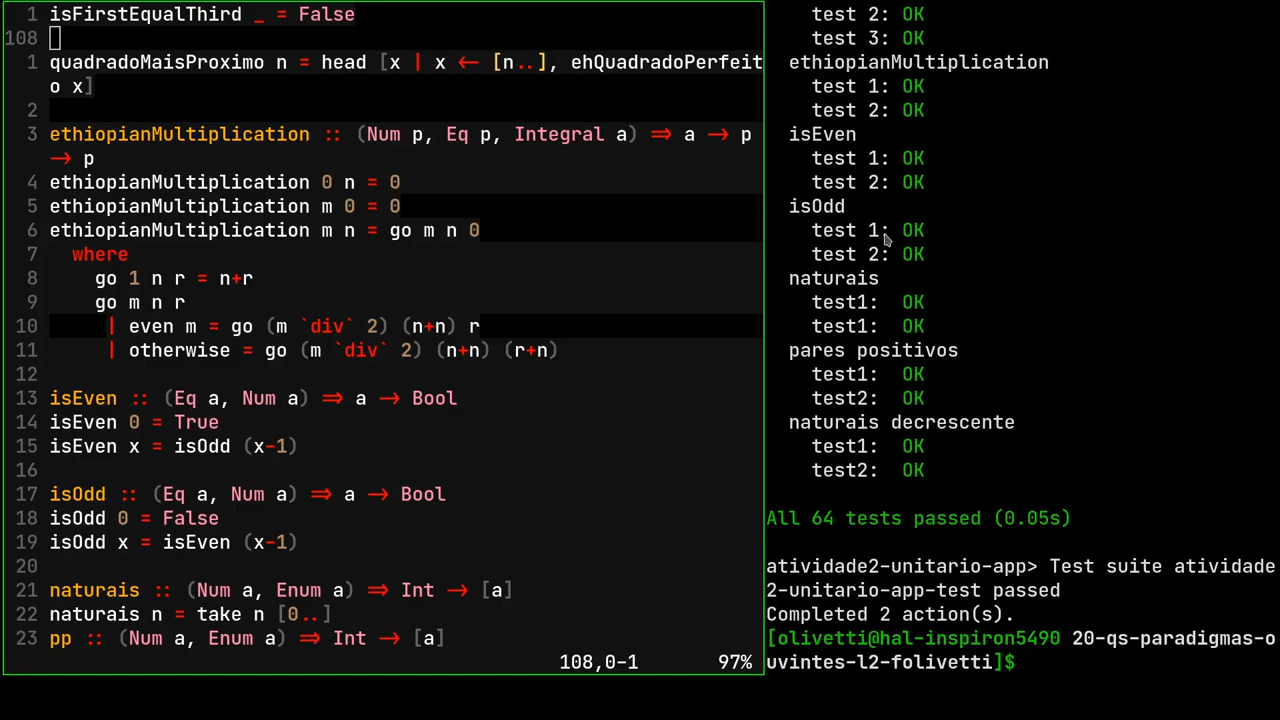 1 isFirstEqualThird _ = False
108
1 quadradoMaisProximo n = head [x | x <- [n..], ehQuadradoPerfeit
o x]
2
3 ethiopianMultiplication :: (Num p, Eq p, Integral a) => a -> p
-> p
4 ethiopianMultiplication 0 n = 0
5 ethiopianMultiplication m 0 = 0
6 ethiopianMultiplication m n = go m n 0
7 where
8 go 1 n r = n+r
9 go m n r
10 | even m = go (m `div` 2) (n+n) r
11 | otherwise = go (m `div` 2) (n+n) (r+n)
12
13 isEven :: (Eq a, Num a) => a -> Bool
14 isEven 0 = True
15 isEven x = isOdd (x-1)
16
17 isOdd :: (Eq a, Num a) => a -> Bool
18 isOdd 0 = False
19 isOdd x = isEven (x-1)
20
21 naturais :: (Num a, Enum a) => Int -> [a]
22 naturais n = take n [0..]
23 pp :: (Num a, Enum a) => Int -> [a]
108,0-1 97%
test 2: OK
test 3: OK
ethiopianMultiplication
test 1: OK
test 2: OK
isEven
test 1: OK
test 2: OK
isOdd
test 1: OK
test 2: OK
naturais
test1: OK
test1: OK
pares positivos
test1: OK
test2: OK
naturais decrescente
test1: OK
test2: OK
All 64 tests passed (0.05s)
atividade2-unitario-app> Test suite atividade
2-unitario-app-test passed
Completed 2 action(s).
[olivetti@hal-inspiron5490 20-qs-paradigmas-o
uvintes-l2-folivetti]$